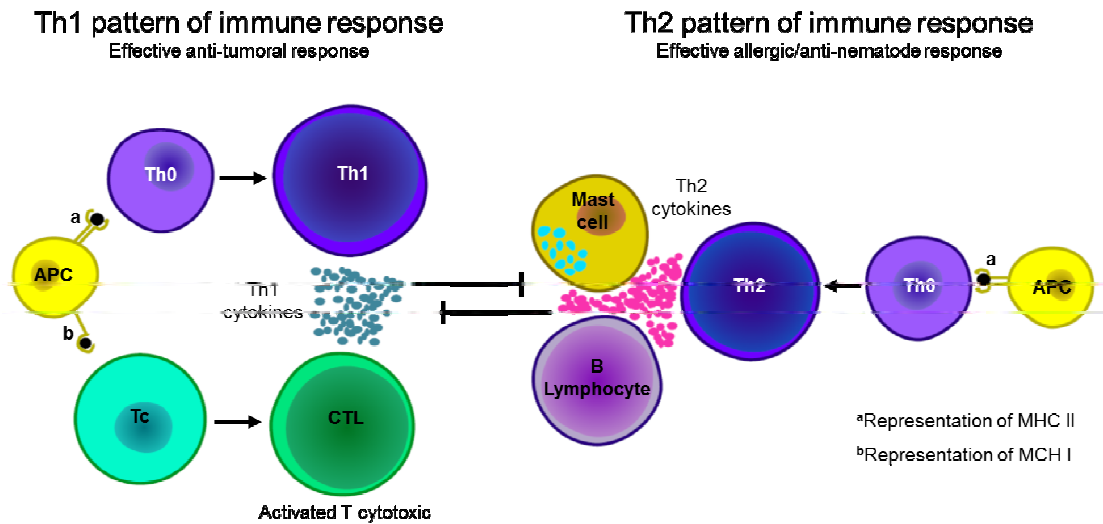 Th1 pattern of immune response
Effective anti-tumoral response
Th2 pattern of immune response
Effective allergic/anti-nematode response
Th0
Th1
a
APC
b
Th1
cytokines
Tc
CTL
Activated T cytotoxic
Mast
cell
Th2
cytokines
Th2
Th0
a
APC
B
Lymphocyte
ᵃRepresentation of MHC II
ᵇRepresentation of MCH I